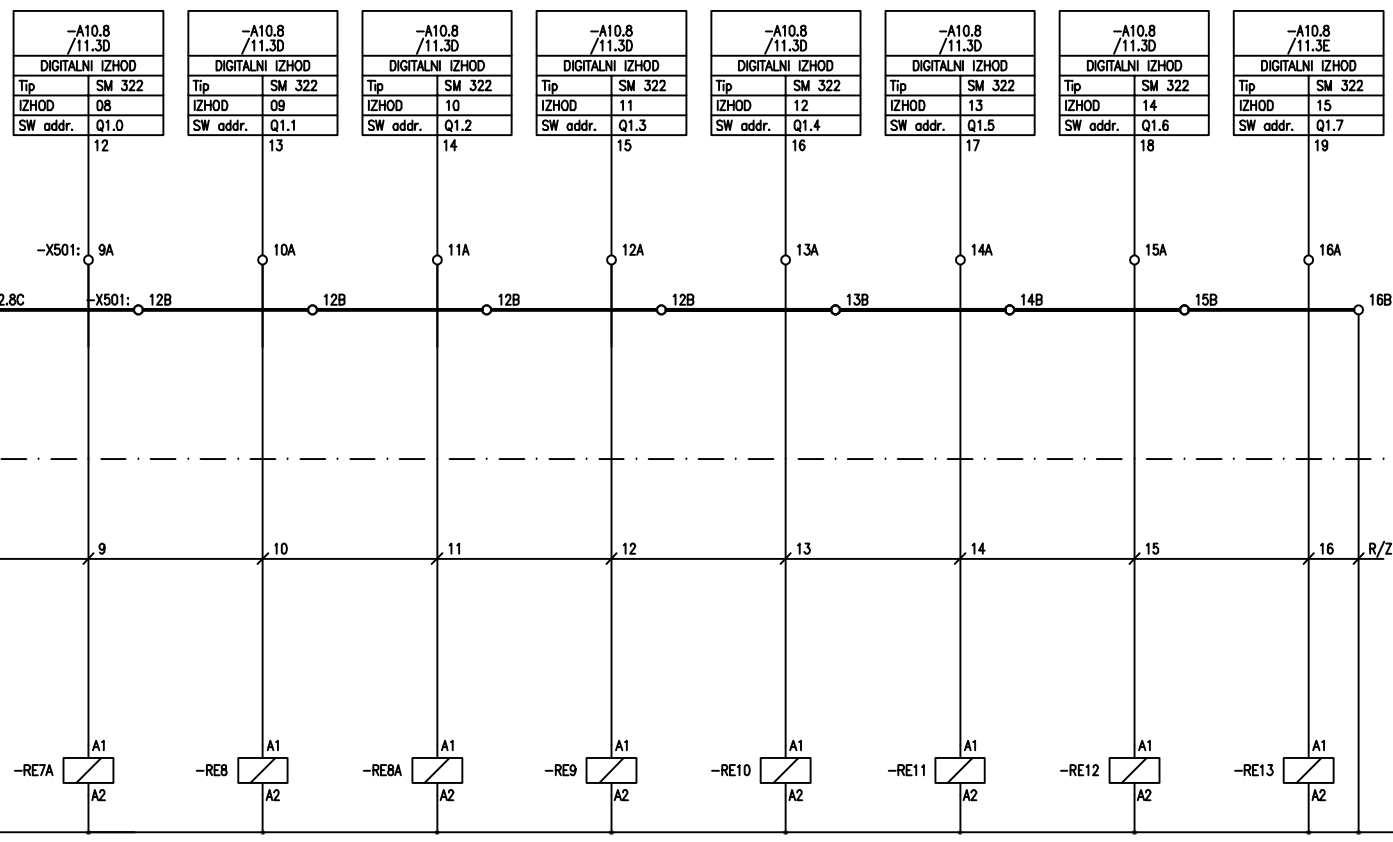 -A10.8 -A10.8 -A10.8 -A10.8 -A10.8 -A10.8 -A10.8 -A10.8
/11.3D /11.3D /11.3D /11.3D /11.3D /11.3D /11.3D /11.3E
DIGITALNI IZHOD DIGITALNI IZHOD DIGITALNI IZHOD DIGITALNI IZHOD DIGITALNI IZHOD DIGITALNI IZHOD DIGITALNI IZHOD DIGITALNI IZHOD
Tip SM 322 Tip SM 322 Tip SM 322 Tip SM 322 Tip SM 322 Tip SM 322 Tip SM 322 Tip SM 322
IZHOD 08 IZHOD 09 IZHOD 10 IZHOD 11 IZHOD 12 IZHOD 13 IZHOD 14 IZHOD 15
SW addr. Q1.0 SW addr. Q1.1 SW addr. Q1.2 SW addr. Q1.3 SW addr. Q1.4 SW addr. Q1.5 SW addr. Q1.6 SW addr. Q1.7
12 13 14 15 16 17 18 19
-X501: 9A 10A 11A 12A 13A 14A 15A 16A
2.8C -X501: 12B 12B 12B 12B 13B 14B 15B 16B
9 10 11 12 13 14 15 16 R/Z
A1 A1 A1 A1 A1 A1 A1 A1
-RE7A -RE8 -RE8A -RE9 -RE10 -RE11 -RE12 -RE13
A2 A2 A2 A2 A2 A2 A2 A2